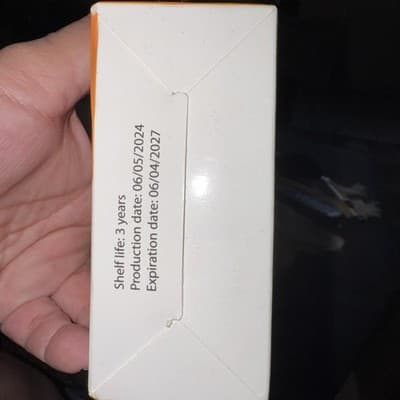 Shelf life: 3 years
Production date: 06/05/2024
Expiration date: 06/04/2027